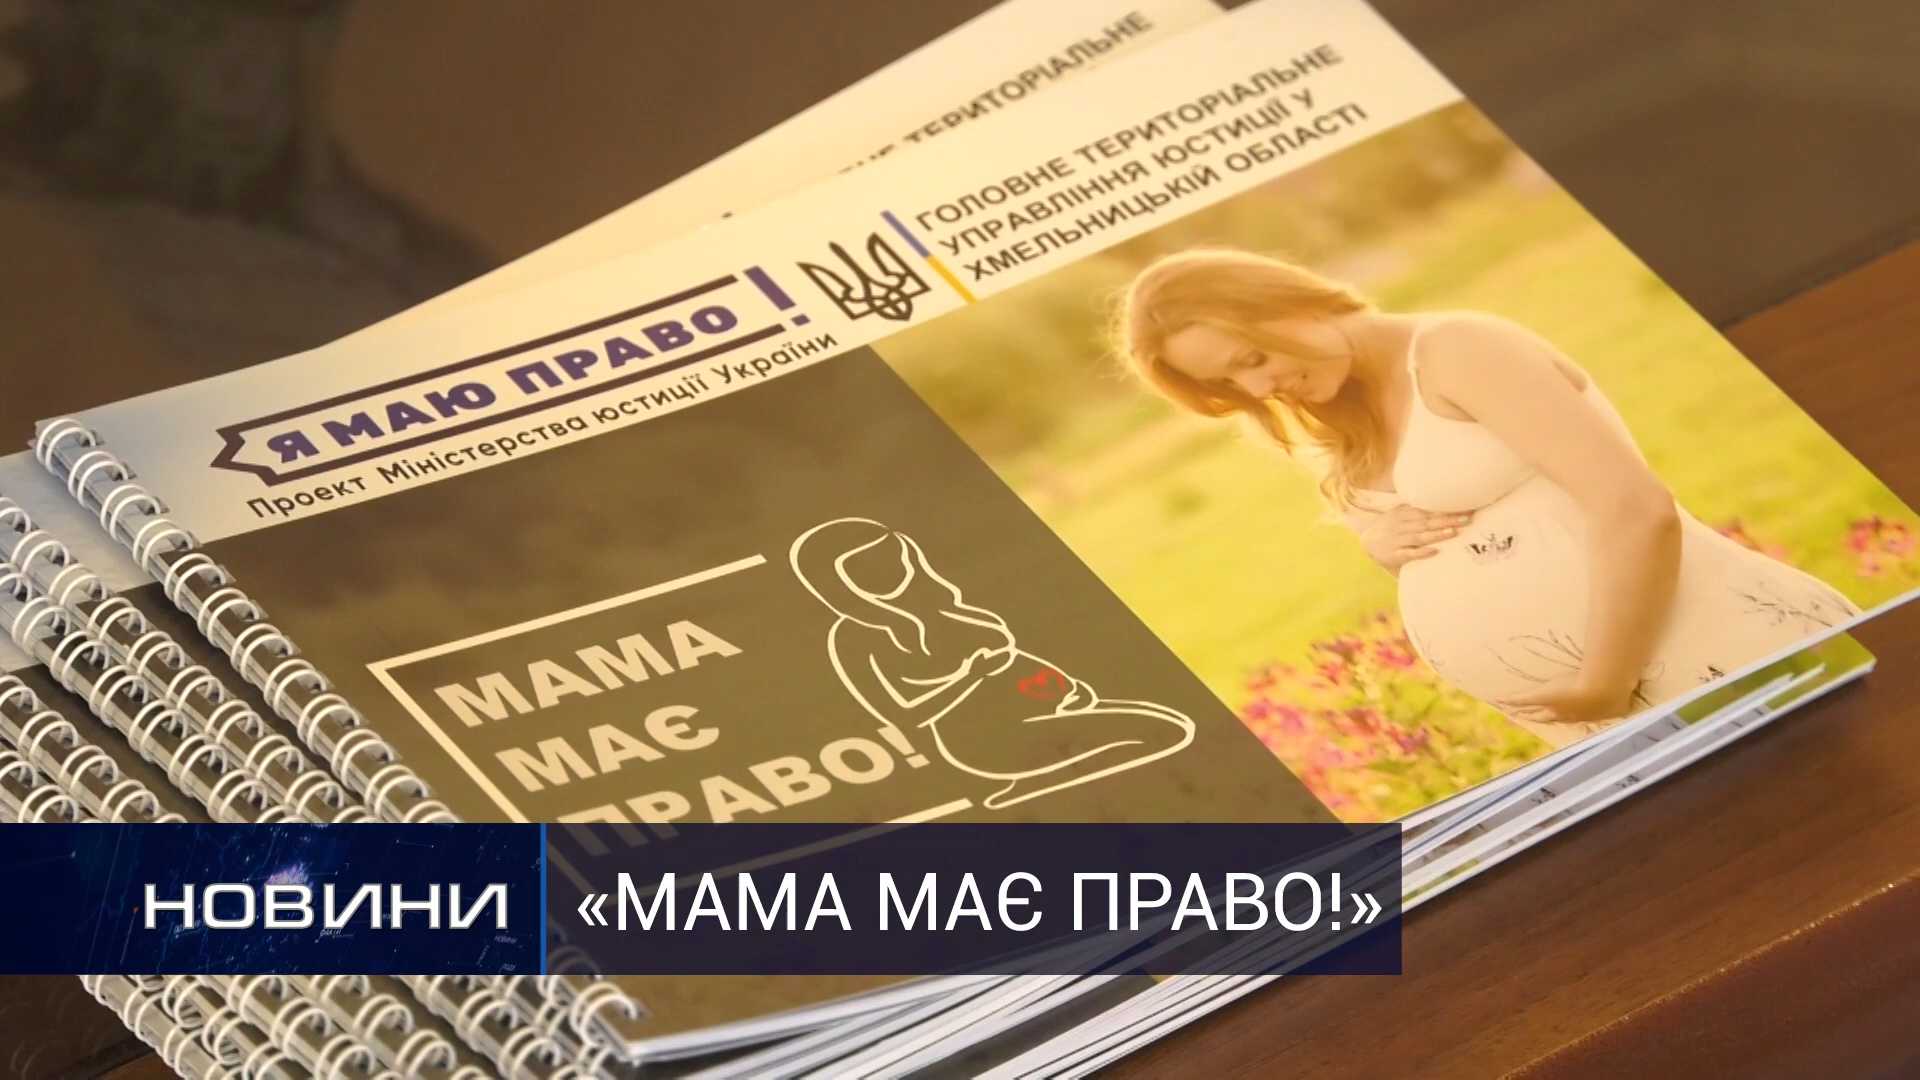 ТЕРИТОРІАЛЬНЕ
ГОЛОВНЕ ТЕРИТОРІАЛЬНЕ
УПРАВЛІННЯ ЮСТИЦІЇ У
ХМЕЛЬНИЦЬКІЙ ОБЛАСТІ
Я МАЮ ПРАВО!
Проект Міністерства юстиції України
МАМА
МАЄ
ПРАВО!
НОВИНИ
«МАМА МАЄ ПРАВО!»